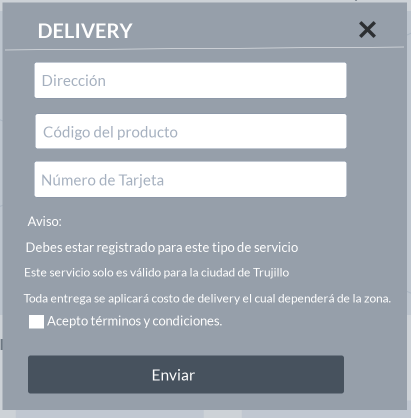 DELIVERY
Dirección
Código del producto
Número de Tarjeta
Aviso:
Debes estar registrado para este tipo de servicio
Este servicio solo es válido para la ciudad de Trujillo
Toda entrega se aplicará costo de delivery el cual dependerá de la zona.
Acepto términos y condiciones.
Enviar